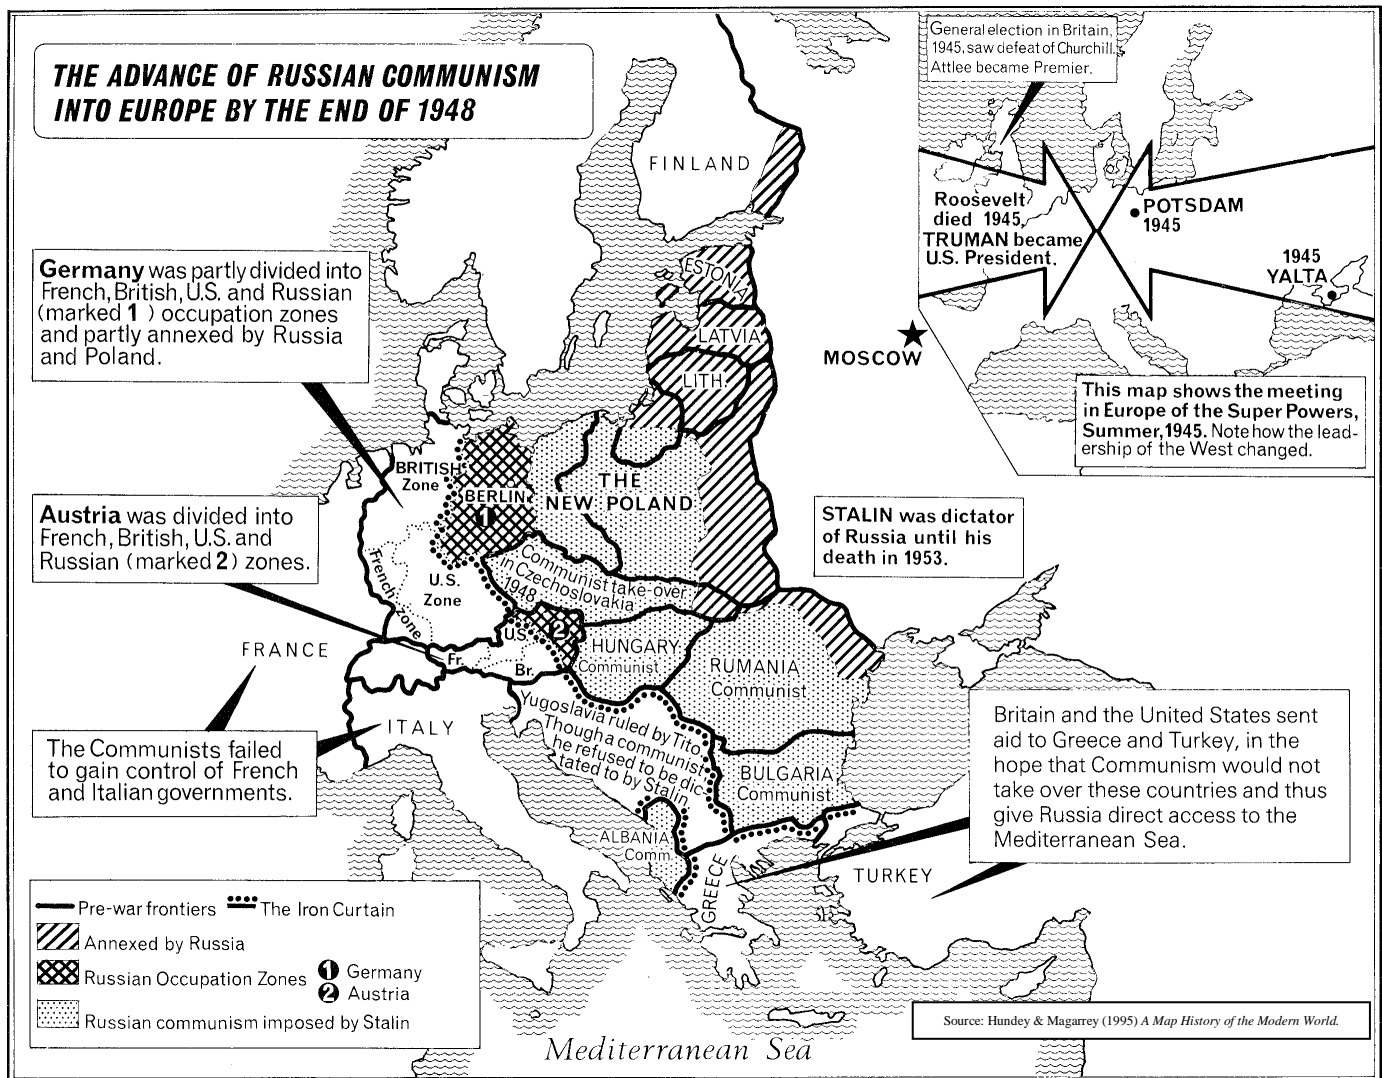 THE ADVANCE OF RUSSIAN COMMUNISM
INTO EUROPE BY THE END OF 1948
General election in Britain,
1945, saw defeat of Churchill.
Attlee became Premier.
Roosevelt
died 1945,
TRUMAN became
U.S. President.
POTSDAM
1945
1945
YALTA
This map shows the meeting
in Europe of the Super Powers,
Summer, 1945. Note how the lead-
ership of the West changed.
FINLAND
ESTONIA
LATVIA
LITH.
MOSCOW
Germany was partly divided into
French, British, U.S. and Russian
(marked 1 ) occupation zones
and partly annexed by Russia
and Poland.
BRITISH
Zone
BERLIN
1
THE
NEW POLAND
Austria was divided into
French, British, U.S. and
Russian (marked 2) zones.
STALIN was dictator
of Russia until his
death in 1953.
French Zone
U.S.
Zone
Communist take-over
in Czechoslovakia
1948
U.S.
2
Fr.
Br.
HUNGARY
Communist
RUMANIA
Communist
FRANCE
ITALY
Yugoslavia ruled by Tito.
Though a communist
he refused to be dic-
tated to by Stalin.
BULGARIA
Communist
ALBANIA
Comm.
GREECE
TURKEY
The Communists failed
to gain control of French
and Italian governments.
Britain and the United States sent
aid to Greece and Turkey, in the
hope that Communism would not
take over these countries and thus
give Russia direct access to the
Mediterranean Sea.
Pre-war frontiers
The Iron Curtain
Annexed by Russia
Russian Occupation Zones
1 Germany
2 Austria
Russian communism imposed by Stalin
Mediterranean Sea
Source: Hundey & Magarrey (1995) A Map History of the Modern World.